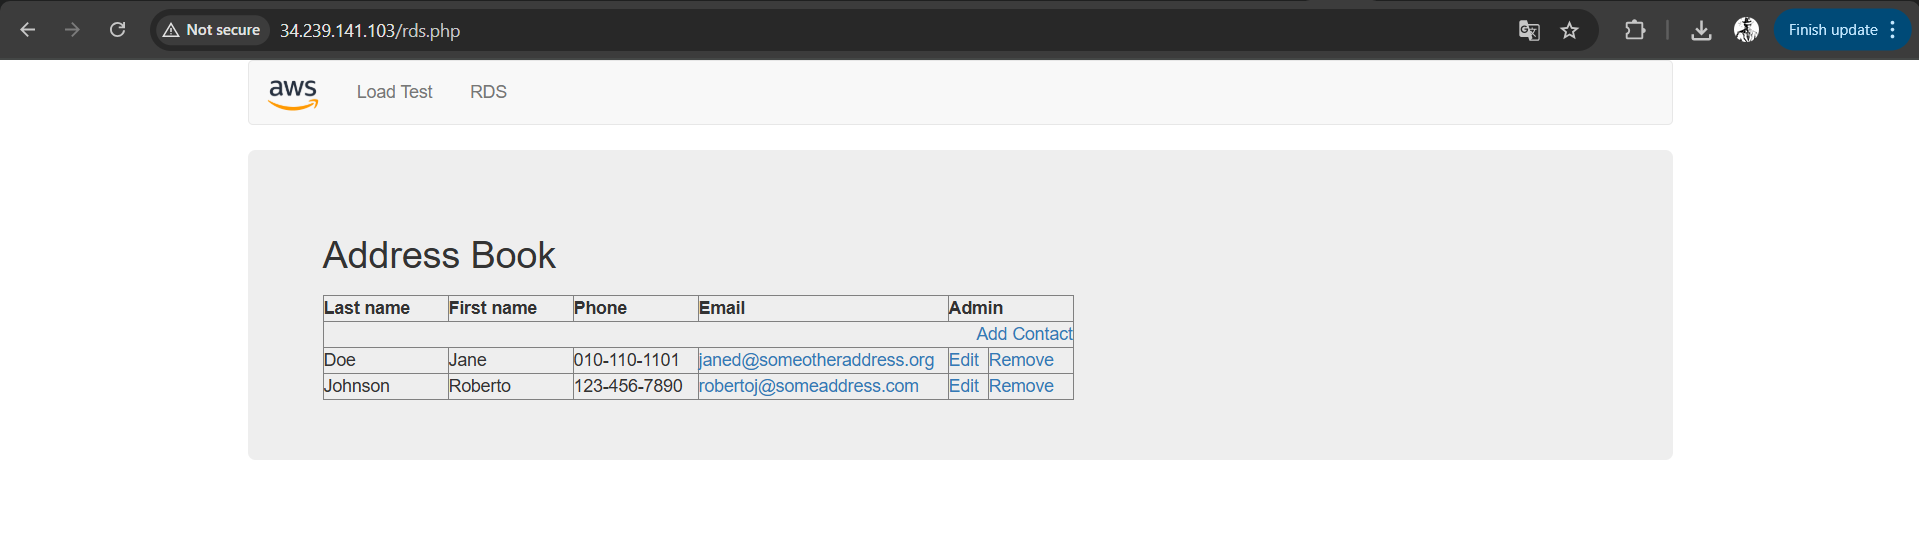 Not secure 34.239.141.103/rds.php Finish update
aws Load Test RDS
Address Book
Last name First name Phone Email Admin
Add Contact
Doe Jane 010-110-1101 janed@someotheraddress.org Edit Remove
Johnson Roberto 123-456-7890 robertoj@someaddress.com Edit Remove